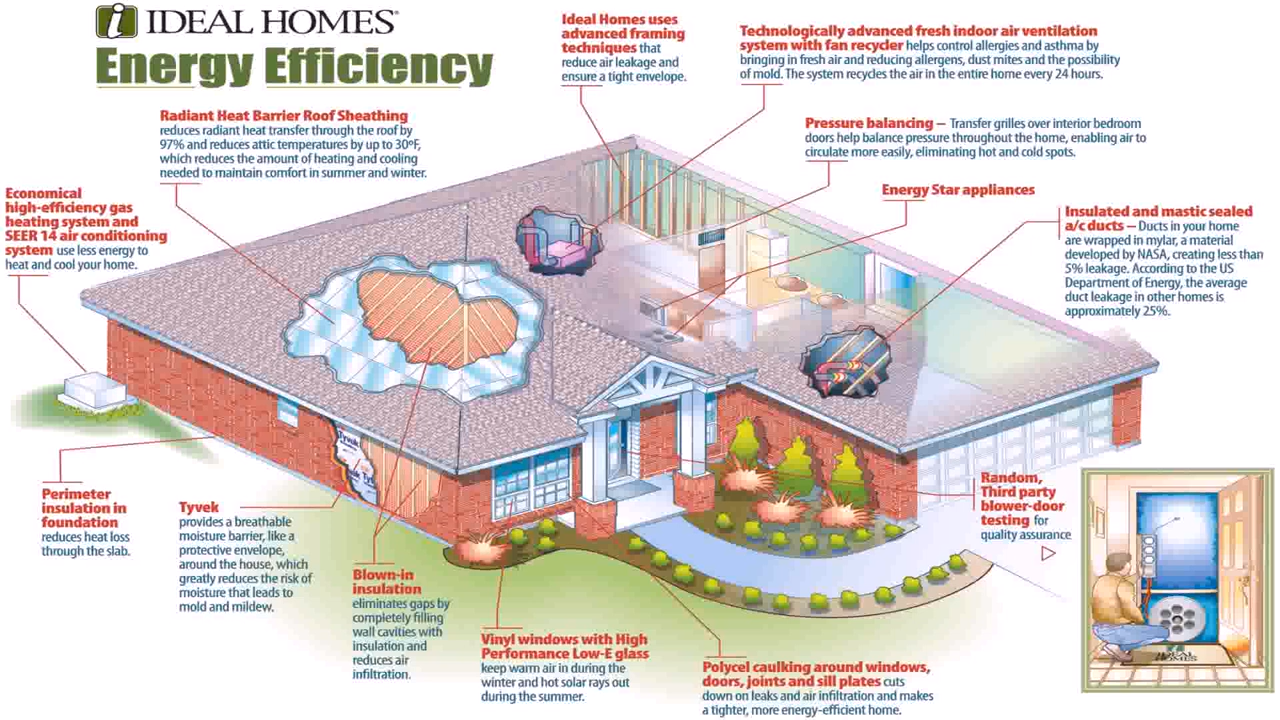 i IDEAL HOMES®
Energy Efficiency
Ideal Homes uses
advanced framing
techniques that
reduce air leakage and
ensure a tight envelope.
Technologically advanced fresh indoor air ventilation
system with fan recycler helps control allergies and asthma by
bringing in fresh air and reducing allergens, dust mites and the possibility
of mold. The system recycles the air in the entire home every 24 hours.
Radiant Heat Barrier Roof Sheathing
reduces radiant heat transfer through the roof by
97% and reduces attic temperatures by up to 30ºF,
which reduces the amount of heating and cooling
needed to maintain comfort in summer and winter.
Pressure balancing — Transfer grilles over interior bedroom
doors help balance pressure throughout the home, enabling air to
circulate more easily, eliminating hot and cold spots.
Energy Star appliances
Economical
high-efficiency gas
heating system and
SEER 14 air conditioning
system use less energy to
heat and cool your home.
Insulated and mastic sealed
a/c ducts — Ducts in your home
are wrapped in mylar, a material
developed by NASA, creating less than
5% leakage. According to the US
Department of Energy, the average
duct leakage in other homes is
approximately 25%.
Tyvek
Perimeter
insulation in
foundation
reduces heat loss
through the slab.
Tyvek
provides a breathable
moisture barrier, like a
protective envelope,
around the house, which
greatly reduces the risk of
moisture that leads to
mold and mildew.
Blown-in
insulation
eliminates gaps by
completely filling
wall cavities with
insulation and
reduces air
infiltration.
Vinyl windows with High
Performance Low-E glass
keep warm air in during the
winter and hot solar rays out
during the summer.
Polycel caulking around windows,
doors, joints and sill plates cuts
down on leaks and air infiltration and makes
a tighter, more energy-efficient home.
Random,
Third party
blower-door
testing for
quality assurance
IDEAL
HOMES